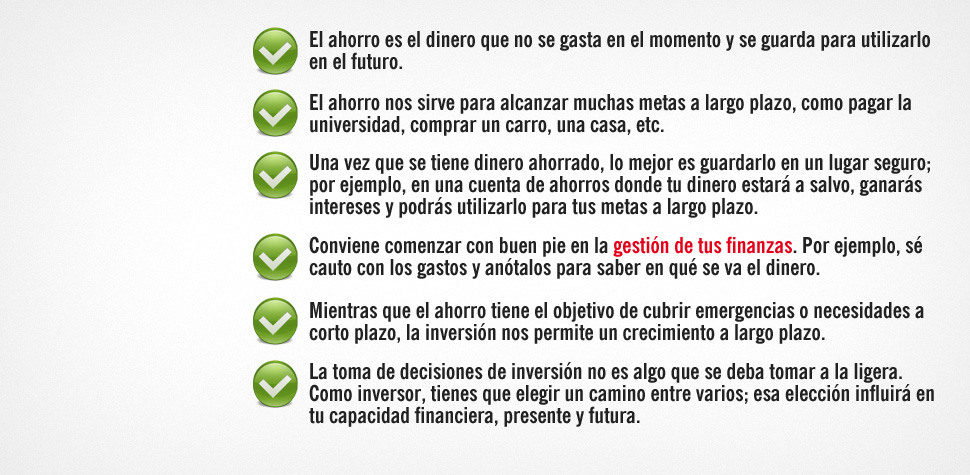 El ahorro es el dinero que no se gasta en el momento y se guarda para utilizarlo
en el futuro.
El ahorro nos sirve para alcanzar muchas metas a largo plazo, como pagar la
universidad, comprar un carro, una casa, etc.
Una vez que se tiene dinero ahorrado, lo mejor es guardarlo en un lugar seguro;
por ejemplo, en una cuenta de ahorros donde tu dinero estará a salvo, ganarás
intereses y podrás utilizarlo para tus metas a largo plazo.
Conviene comenzar con buen pie en la gestión de tus finanzas. Por ejemplo, sé
cauto con los gastos y anótalos para saber en qué se va el dinero.
Mientras que el ahorro tiene el objetivo de cubrir emergencias o necesidades a
corto plazo, la inversión nos permite un crecimiento a largo plazo.
La toma de decisiones de inversión no es algo que se deba tomar a la ligera.
Como inversor, tienes que elegir un camino entre varios; esa elección influirá en
tu capacidad financiera, presente y futura.